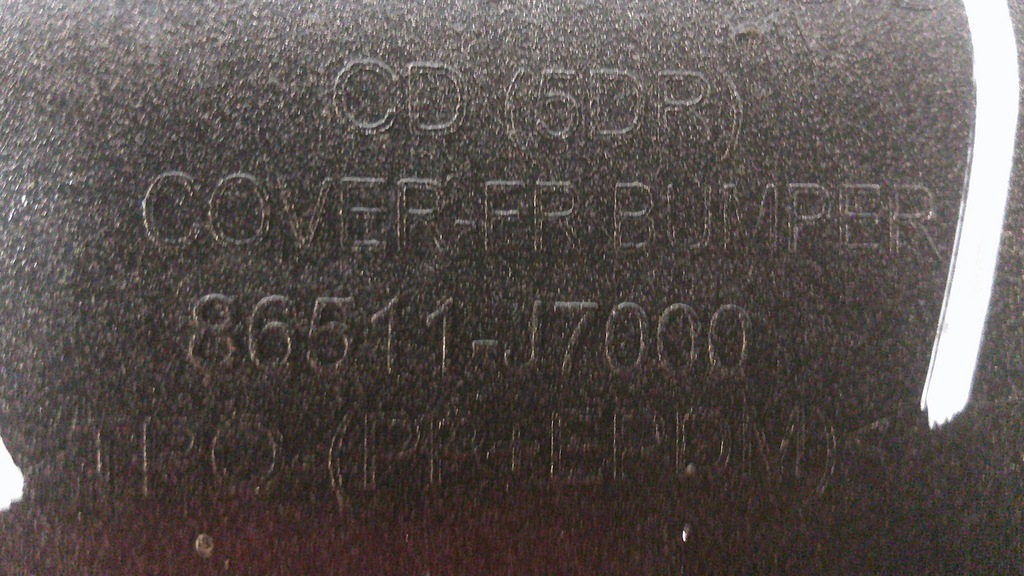 CD (5DR)
COVER-FR BUMPER
86511-J7000
TPO (PP+EPDM)<